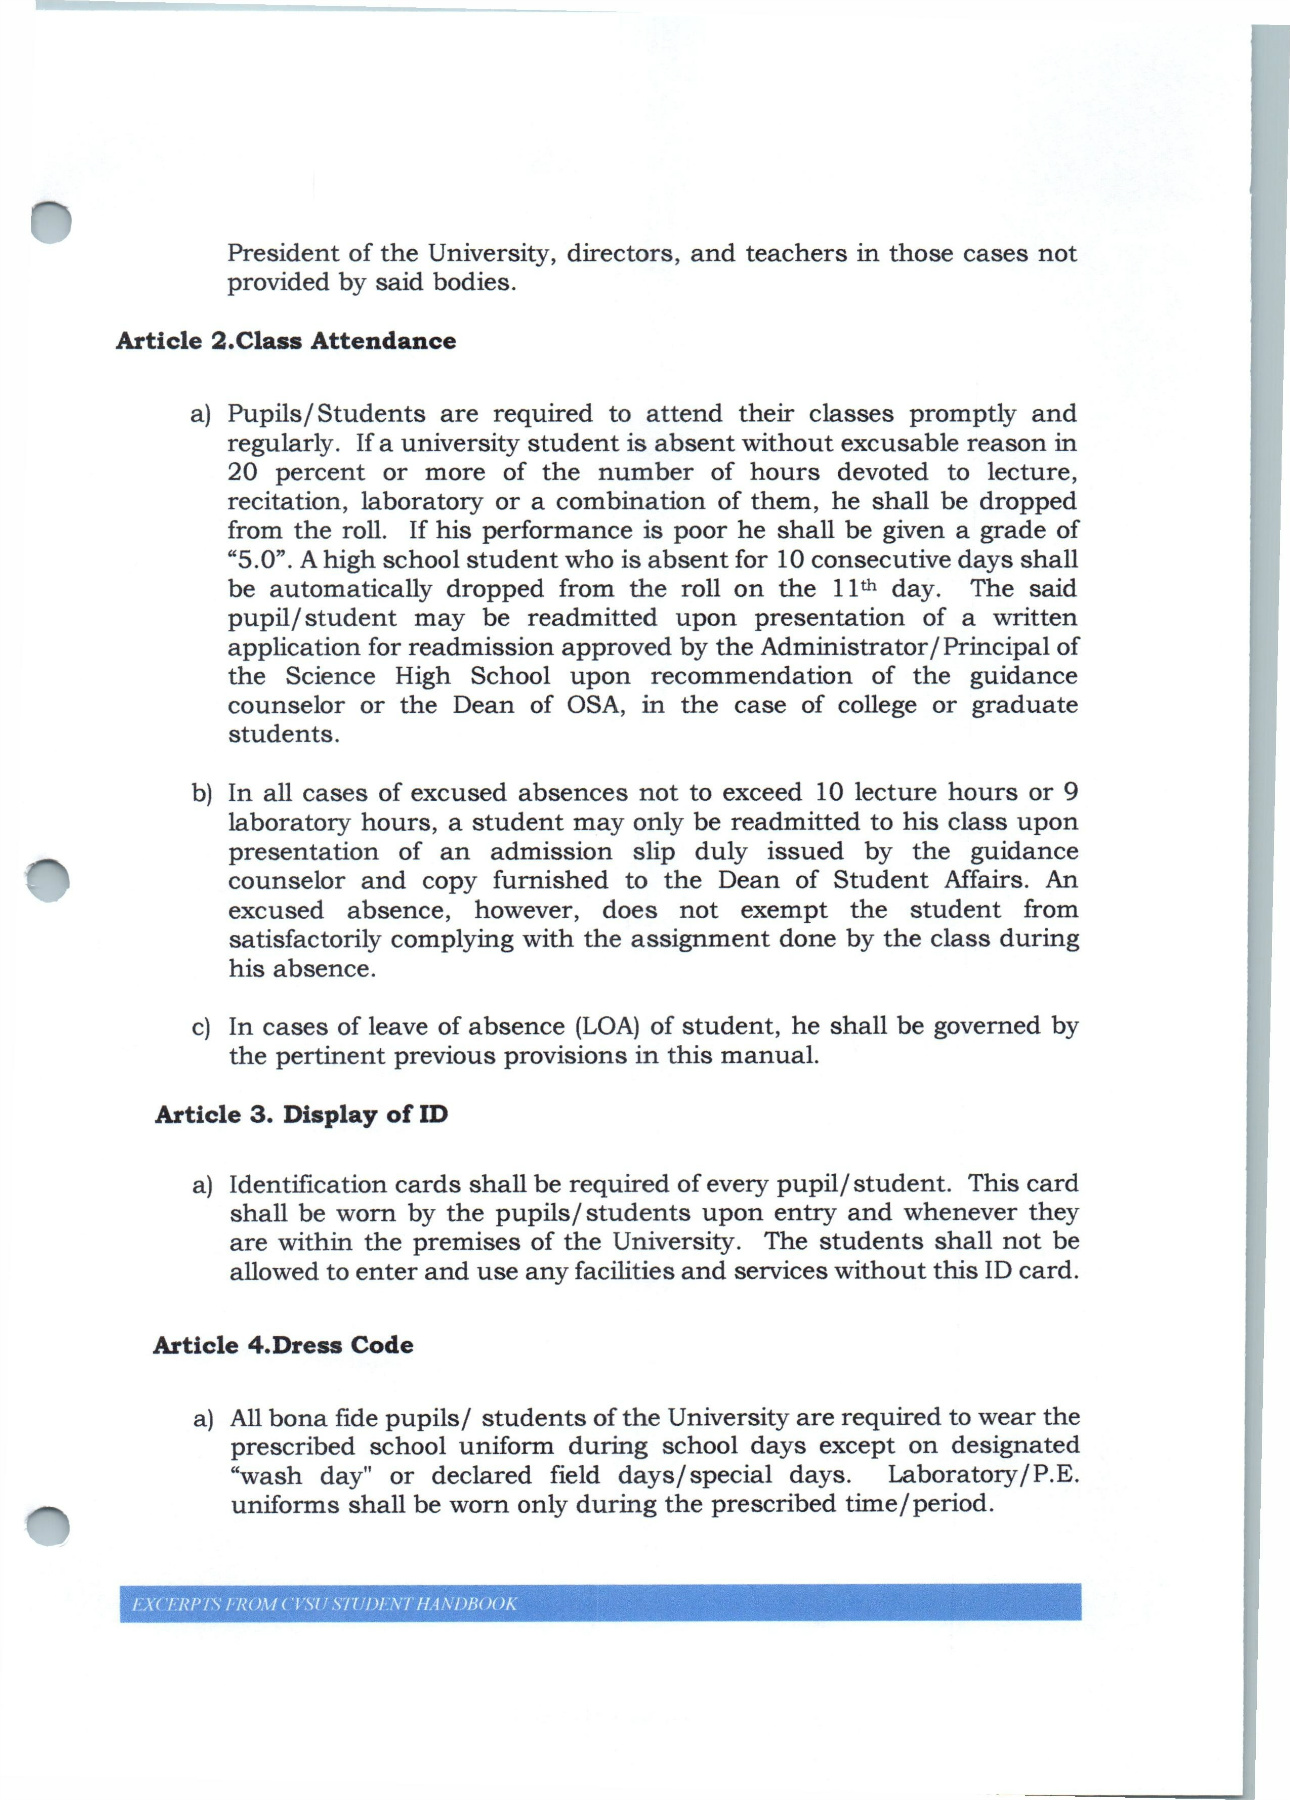 President of the University, directors, and teachers in those cases not
provided by said bodies.
Article 2.Class Attendance
a) Pupils/Students are required to attend their classes promptly and
regularly. If a university student is absent without excusable reason in
20 percent or more of the number of hours devoted to lecture,
recitation, laboratory or a combination of them, he shall be dropped
from the roll. If his performance is poor he shall be given a grade of
“5.0”. A high school student who is absent for 10 consecutive days shall
be automatically dropped from the roll on the 11th day. The said
pupil/student may be readmitted upon presentation of a written
application for readmission approved by the Administrator/Principal of
the Science High School upon recommendation of the guidance
counselor or the Dean of OSA, in the case of college or graduate
students.
b) In all cases of excused absences not to exceed 10 lecture hours or 9
laboratory hours, a student may only be readmitted to his class upon
presentation of an admission slip duly issued by the guidance
counselor and copy furnished to the Dean of Student Affairs. An
excused absence, however, does not exempt the student from
satisfactorily complying with the assignment done by the class during
his absence.
c) In cases of leave of absence (LOA) of student, he shall be governed by
the pertinent previous provisions in this manual.
Article 3. Display of ID
a) Identification cards shall be required of every pupil/student. This card
shall be worn by the pupils/students upon entry and whenever they
are within the premises of the University. The students shall not be
allowed to enter and use any facilities and services without this ID card.
Article 4.Dress Code
a) All bona fide pupils/ students of the University are required to wear the
prescribed school uniform during school days except on designated
“wash day" or declared field days/special days. Laboratory/P.E.
uniforms shall be worn only during the prescribed time/period.
EXCERPTS FROM CVSU STUDENT HANDBOOK